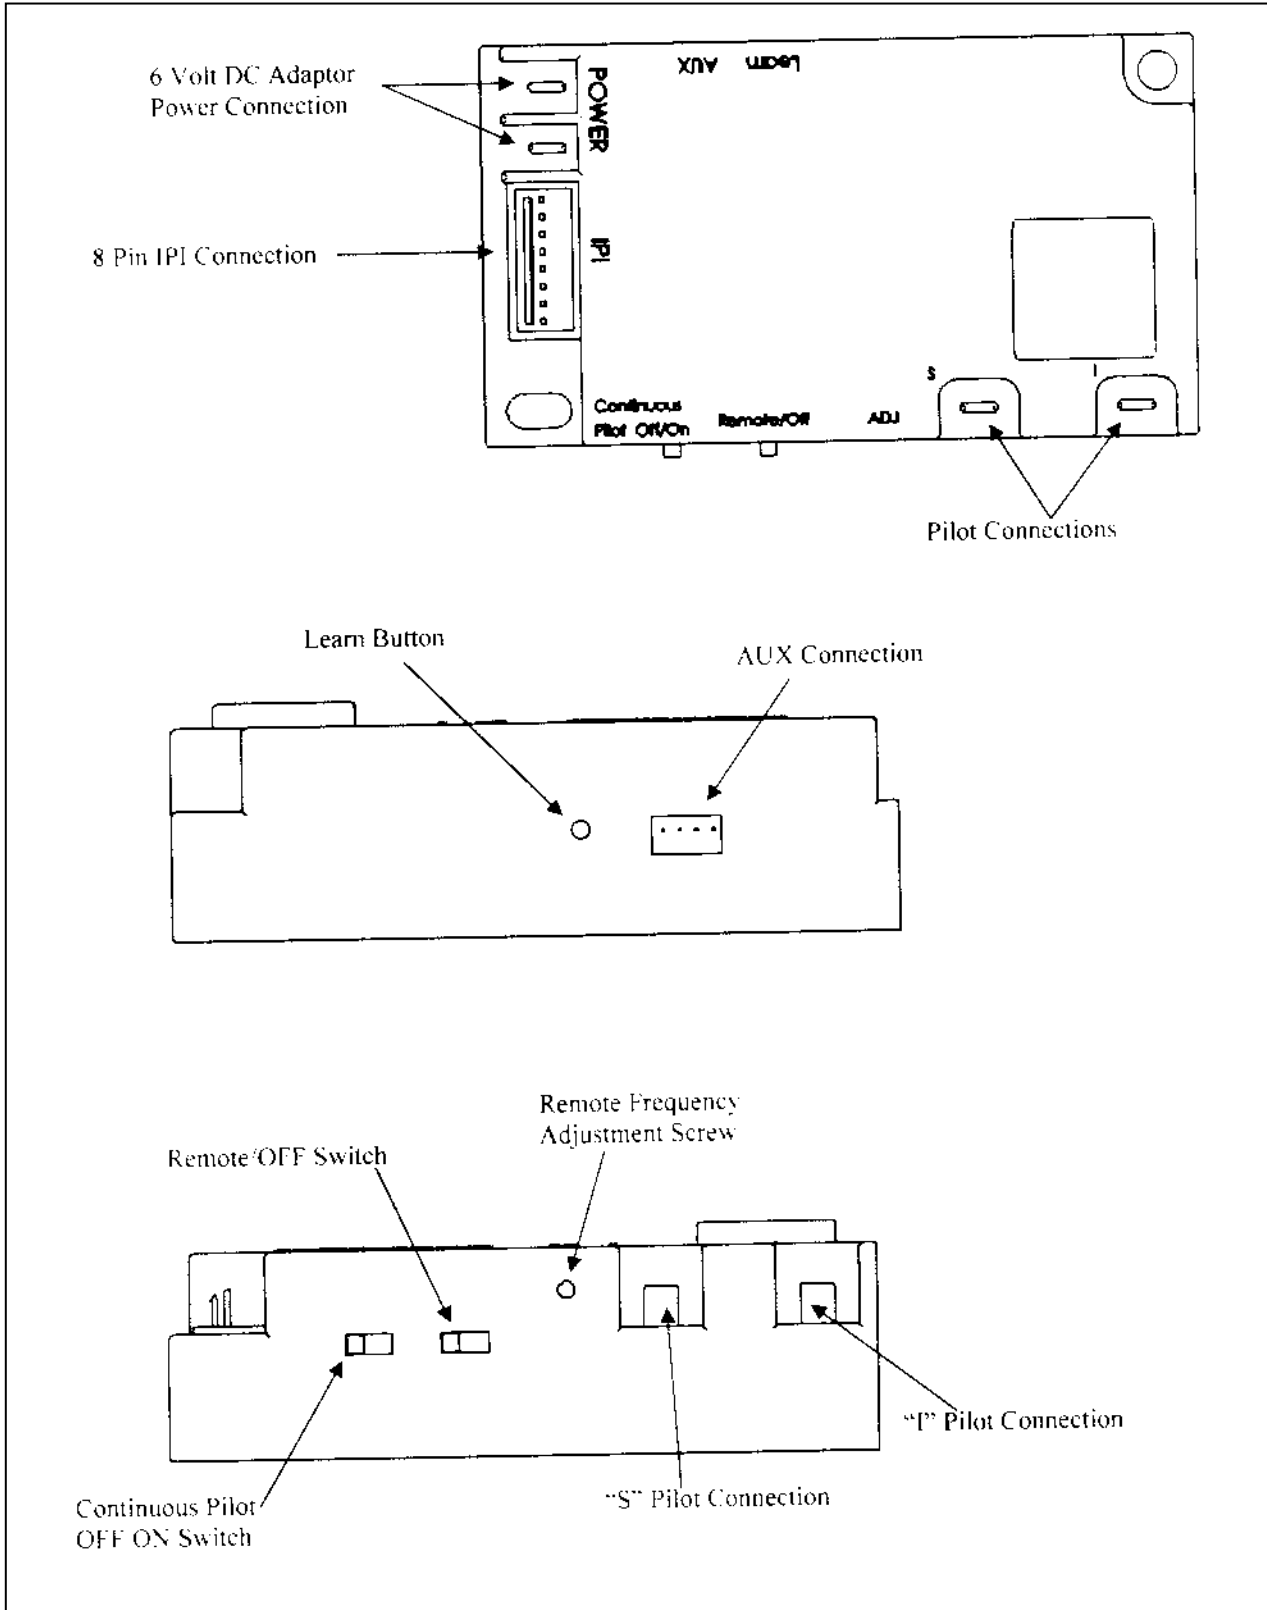 6 Volt DC Adaptor
Power Connection
POWER
AUX Learn
8 Pin IPI Connection
IPI
S
I
Continuous
Pilot Off/On
Remote/Off
ADJ
Pilot Connections
Learn Button
AUX Connection
Remote Frequency
Adjustment Screw
Remote/OFF Switch
"I" Pilot Connection
"S" Pilot Connection
Continuous Pilot
OFF ON Switch